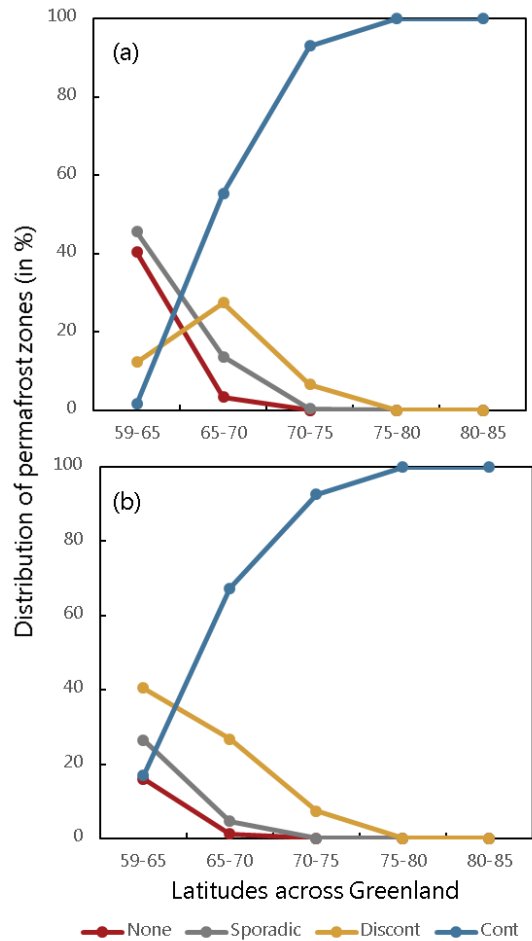 Distribution of permafrost zones (in %)
100
(a)
80
60
40
20
0
59-65 65-70 70-75 75-80 80-85
100
(b)
80
60
40
20
0
59-65 65-70 70-75 75-80 80-85
Latitudes across Greenland
None Sporadic Discont Cont